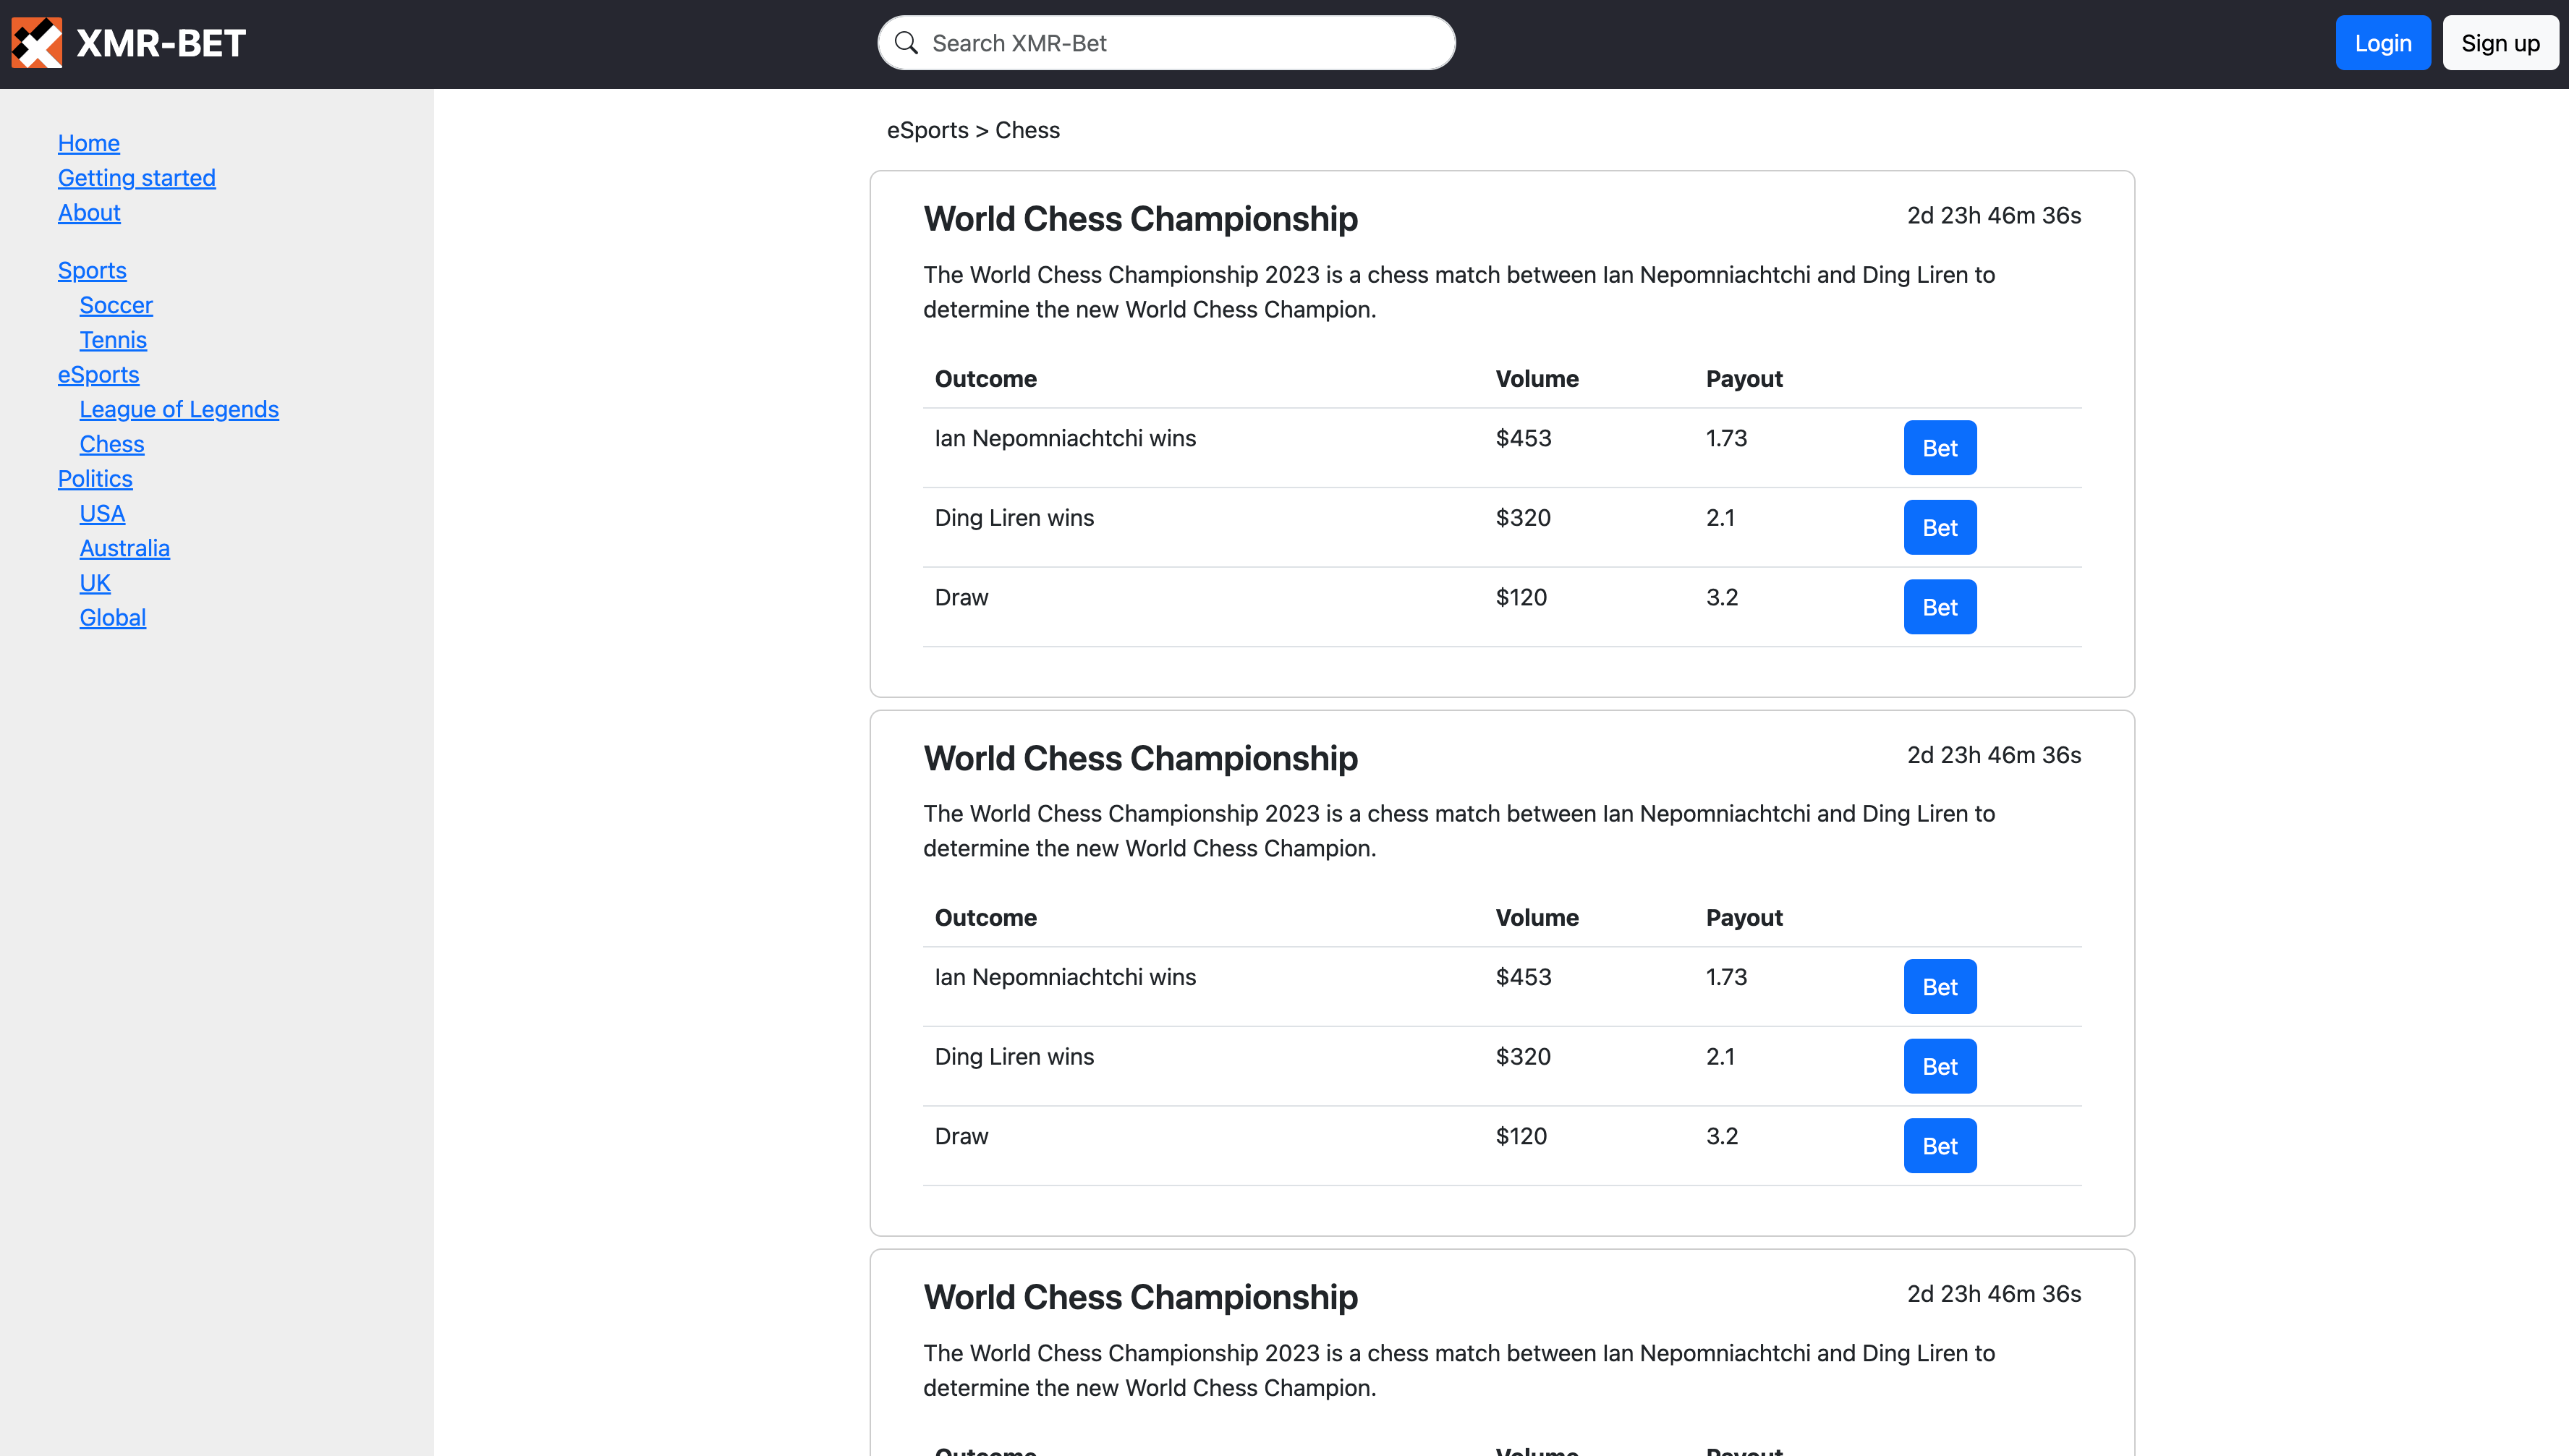 XMR-BET
Search XMR-Bet
Login
Sign up
Home
Getting started
About
Sports
Soccer
Tennis
eSports
League of Legends
Chess
Politics
USA
Australia
UK
Global
eSports > Chess
World Chess Championship
2d 23h 46m 36s
The World Chess Championship 2023 is a chess match between Ian Nepomniachtchi and Ding Liren to
determine the new World Chess Champion.
Outcome Volume Payout
Ian Nepomniachtchi wins $453 1.73 Bet
Ding Liren wins $320 2.1 Bet
Draw $120 3.2 Bet
World Chess Championship
2d 23h 46m 36s
The World Chess Championship 2023 is a chess match between Ian Nepomniachtchi and Ding Liren to
determine the new World Chess Champion.
Outcome Volume Payout
Ian Nepomniachtchi wins $453 1.73 Bet
Ding Liren wins $320 2.1 Bet
Draw $120 3.2 Bet
World Chess Championship
2d 23h 46m 36s
The World Chess Championship 2023 is a chess match between Ian Nepomniachtchi and Ding Liren to
determine the new World Chess Champion.
Outcome Volume Payout